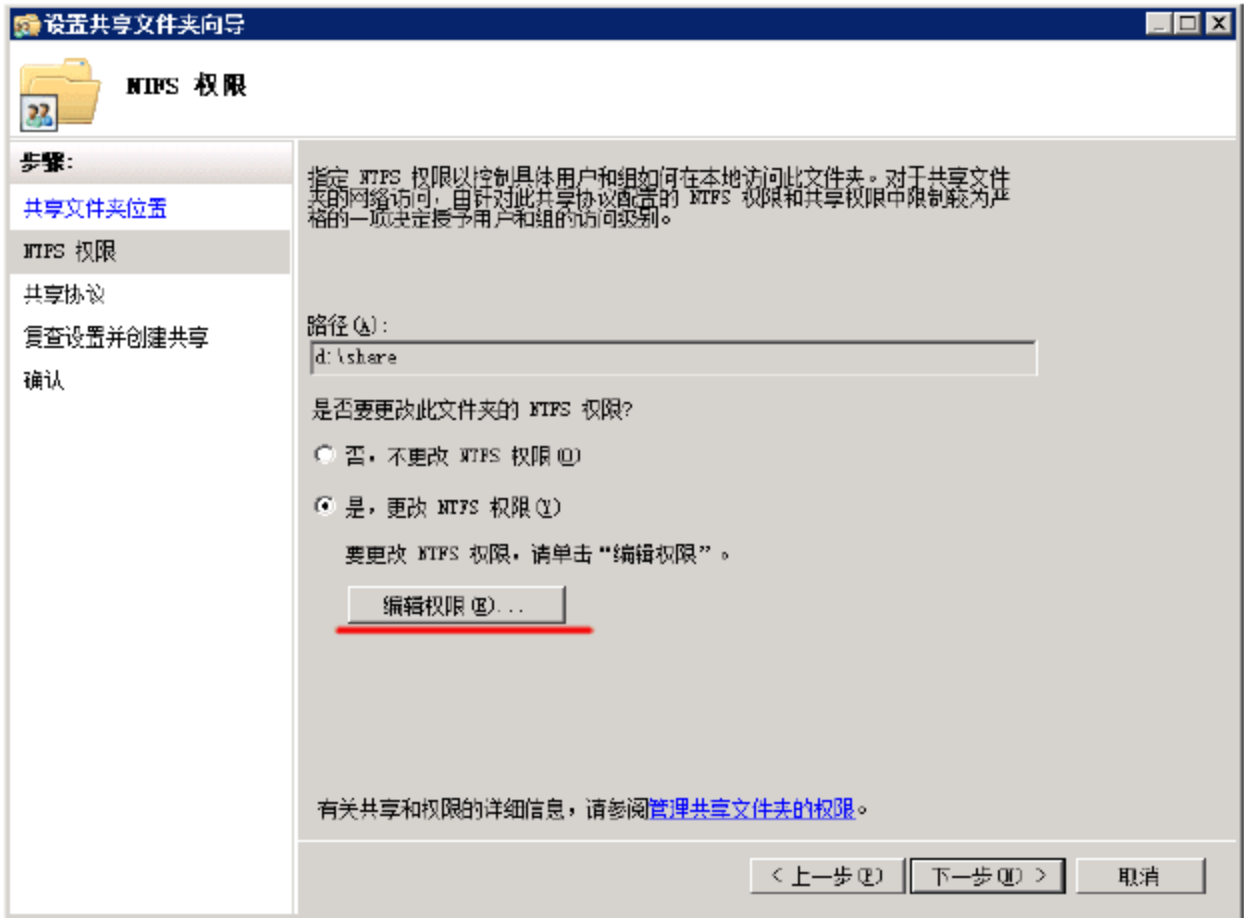 设置共享文件夹向导
NTFS 权限
步骤:
共享文件夹位置
NTFS 权限
共享协议
复查设置并创建共享
确认
指定 NTFS 权限以控制具体用户和组如何在本地访问此文件夹。对于共享文件
夹的网络访问，由针对此共享协议配置的 NTFS 权限和共享权限中限制较为严
格的一项决定授予用户和组的访问级别。
路径(A):
d:\share
是否要更改此文件夹的 NTFS 权限?
否，不更改 NTFS 权限(O)
是，更改 NTFS 权限(Y)
要更改 NTFS 权限，请单击“编辑权限”。
编辑权限(E)...
有关共享和权限的详细信息，请参阅管理共享文件夹的权限。
< 上一步(P)
下一步(N) >
取消